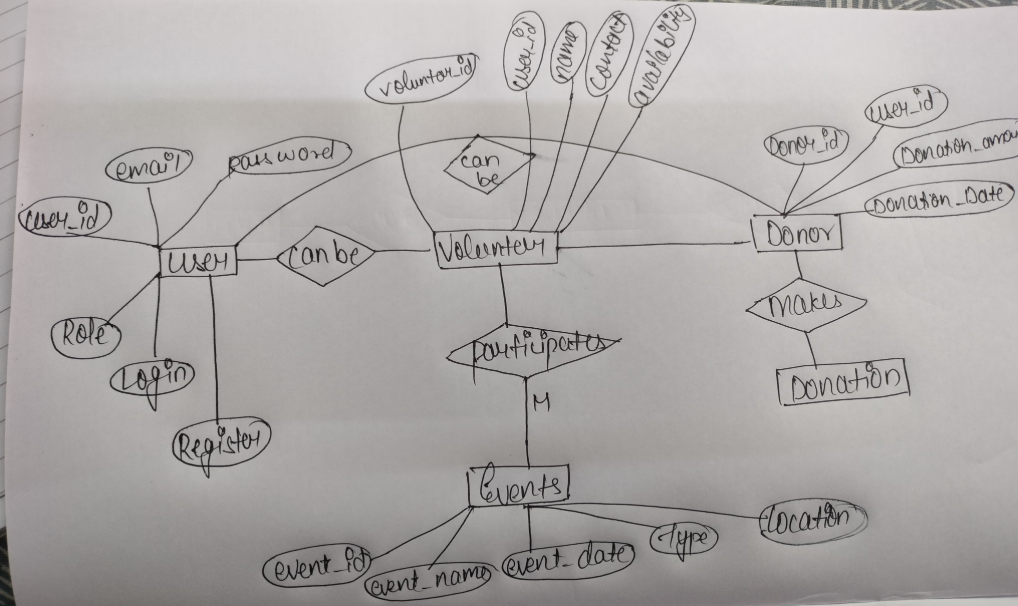 volunter_id
user_id
name
contact
availability
email
password
can
be
Donor_id
user_id
Donation_amou
Donation_Date
user_id
user
can be
Volunteer
Donor
Role
Login
Register
participates
M
makes
Donation
Events
event_id
event_name
event_date
Type
Location